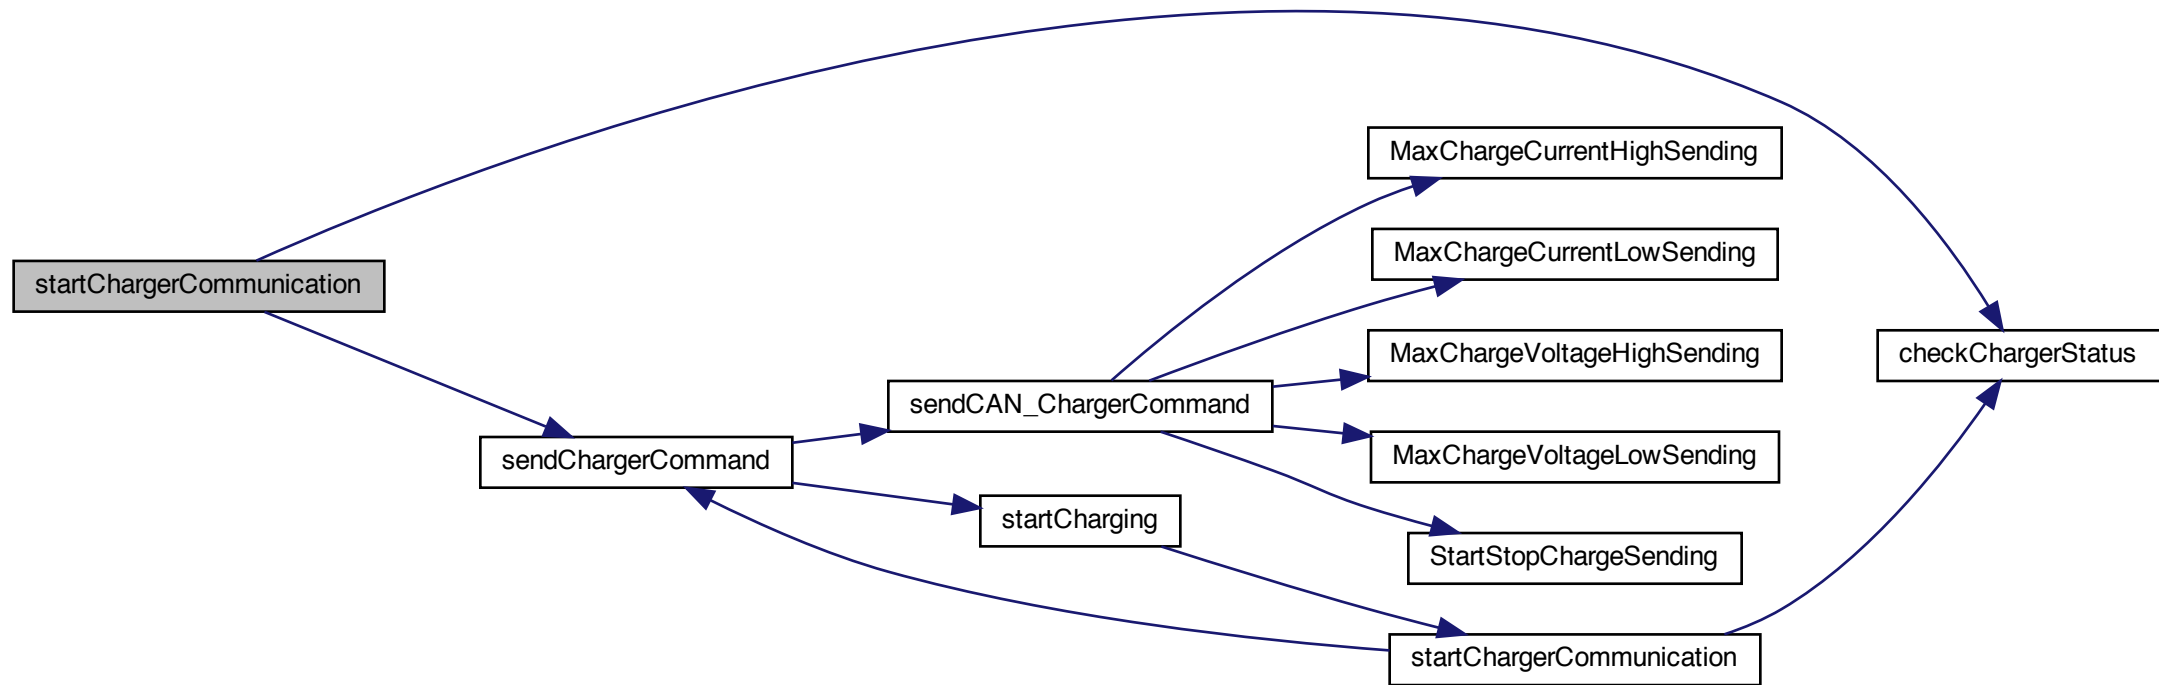 startChargerCommunication
sendChargerCommand
sendCAN_ChargerCommand
startCharging
MaxChargeCurrentHighSending
MaxChargeCurrentLowSending
MaxChargeVoltageHighSending
MaxChargeVoltageLowSending
StartStopChargeSending
startChargerCommunication
checkChargerStatus